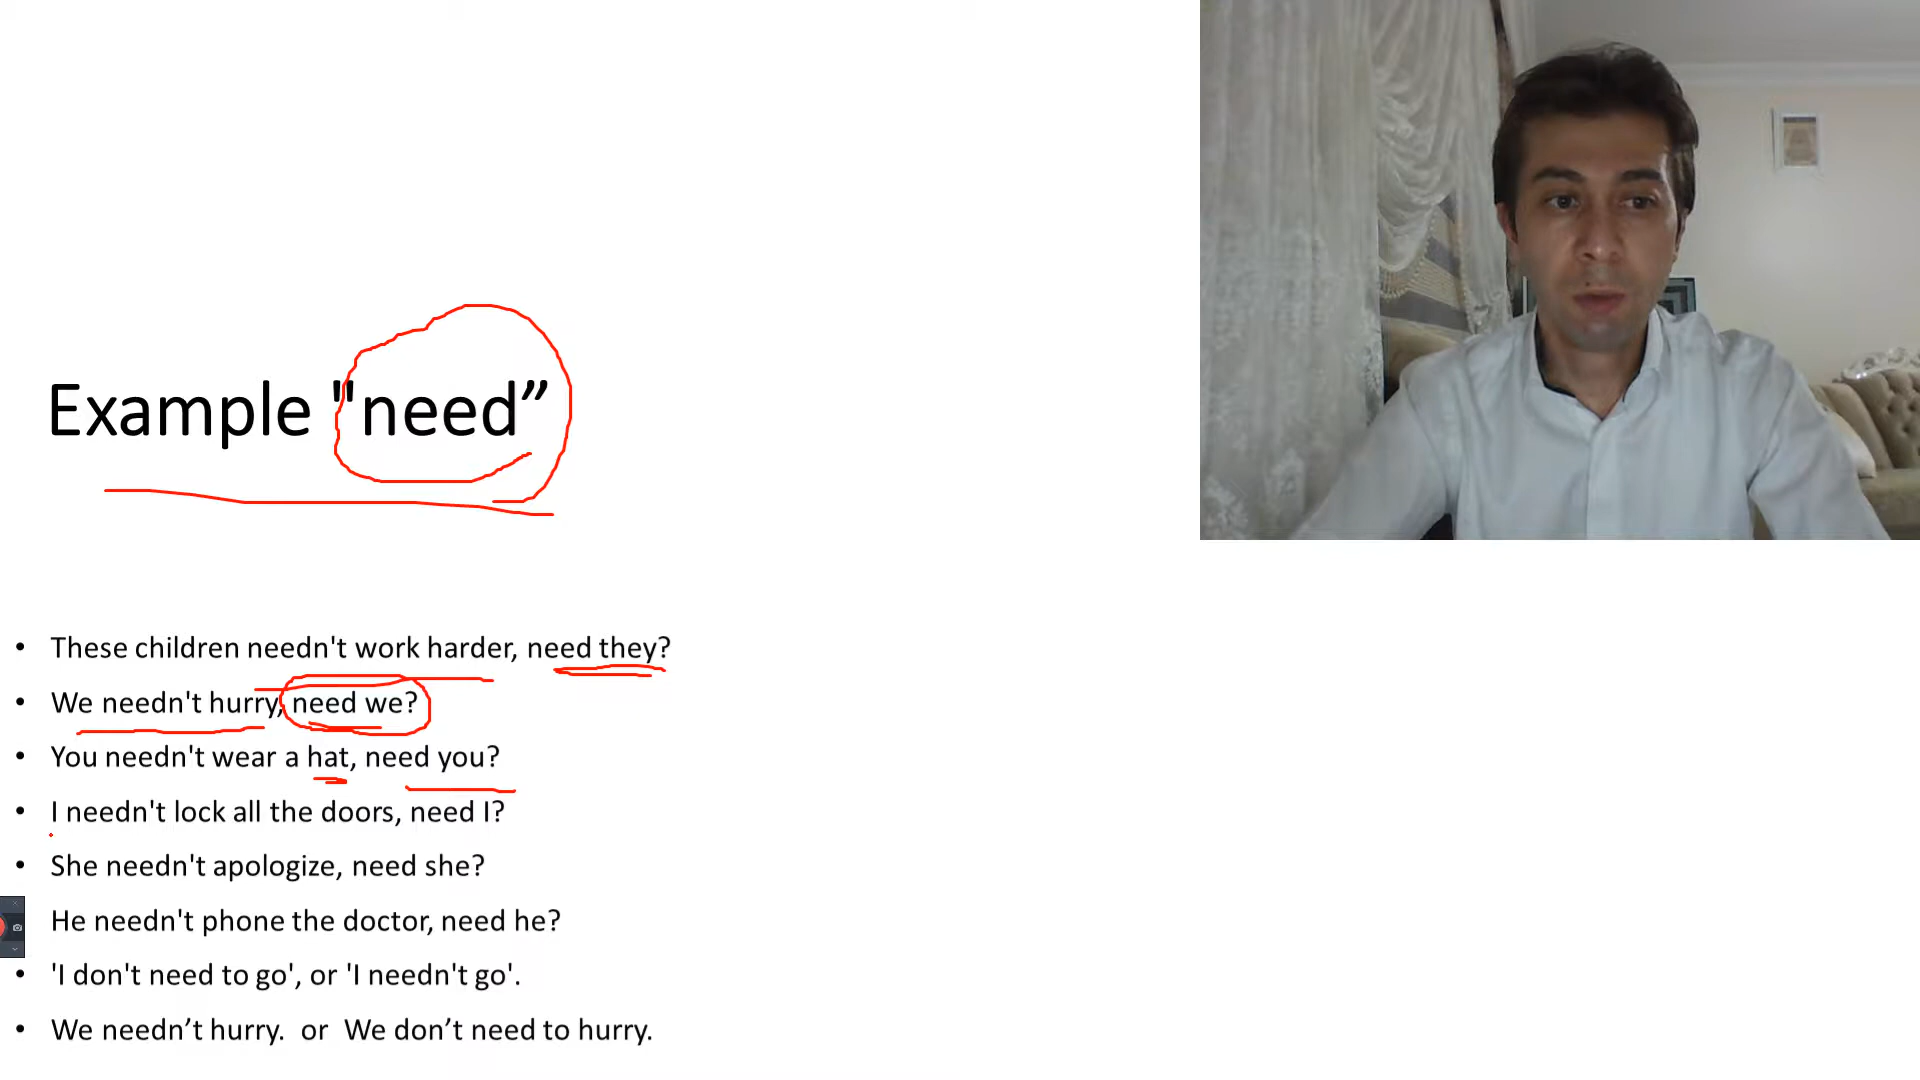 Example "need”
• These children needn't work harder, need they?
• We needn't hurry, need we?
• You needn't wear a hat, need you?
• I needn't lock all the doors, need I?
• She needn't apologize, need she?
He needn't phone the doctor, need he?
• 'I don't need to go', or 'I needn't go'.
• We needn’t hurry.  or  We don’t need to hurry.